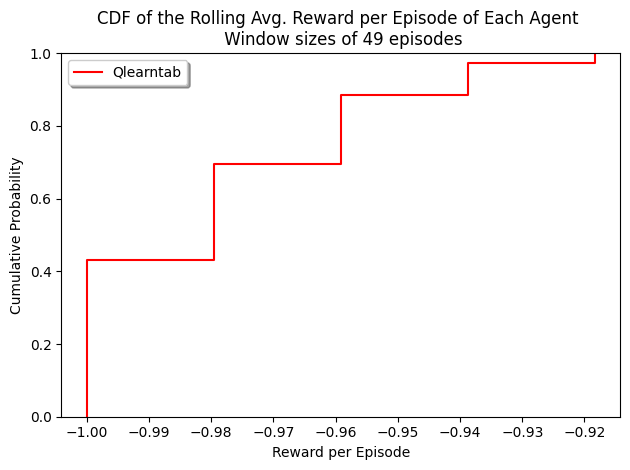 CDF of the Rolling Avg. Reward per Episode of Each Agent
Window sizes of 49 episodes
Qlearntab
Cumulative Probability
1.0
0.8
0.6
0.4
0.2
0.0
−1.00 −0.99 −0.98 −0.97 −0.96 −0.95 −0.94 −0.93 −0.92
Reward per Episode